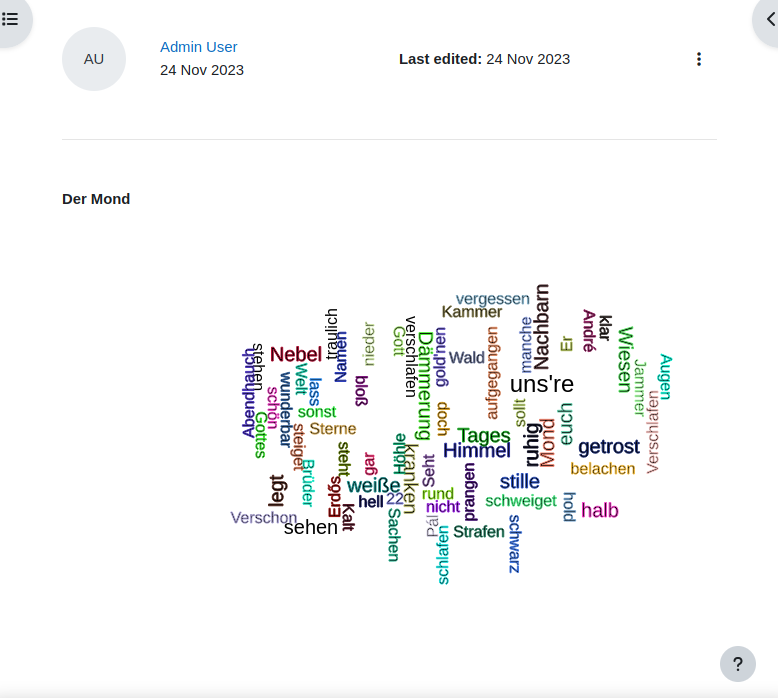 AU
Admin User
24 Nov 2023
Last edited: 24 Nov 2023
Der Mond
vergessen
Kammer
Nachbarn
traulich
verschlafen
André
klar
Er
manche
nieder
Gott
Dämmerung
gold'nen
Wald
aufgegangen
Wiesen
Jammer
Augen
stehen
Abendhauch
Nebel
Namen
bloß
uns're
Welt
lass
wunderbar
schön
sonst
Sterne
Gottes
steiget
doch
sollt
euch
Verschlafen
Tages
Himmel
ruhig
Mond
getrost
belachen
steht
gar
Höhle
kranken
Seht
prangen
Brüder
legt
Erdős
weiße
stille
hell
22
rund
nicht
schweiget
hold
halb
Kalt
Verschon
sehen
Sachen
Pál
Strafen
schlafen
schwarz
?